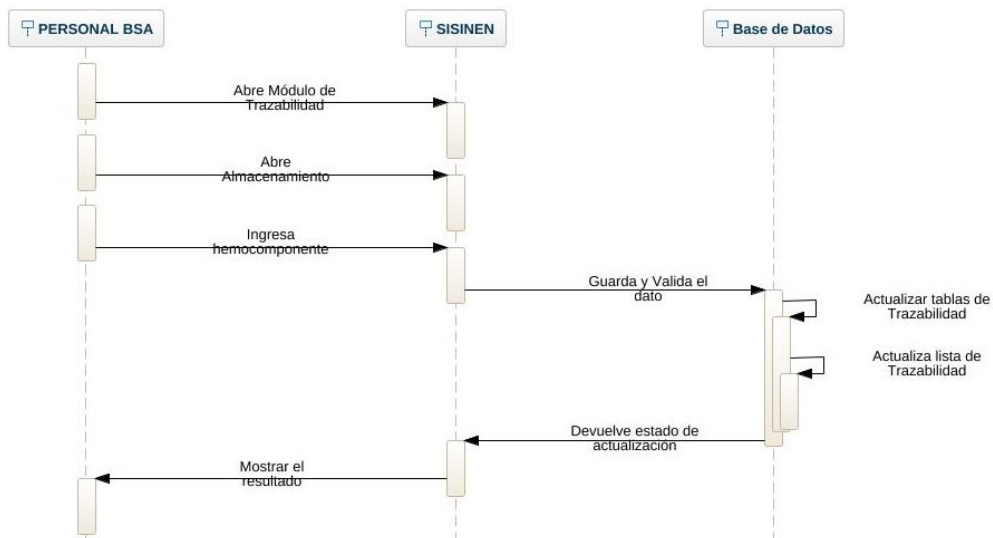 PERSONAL BSA
SISINEN
Base de Datos
Abre Módulo de
Trazabilidad
Abre
Almacenamiento
Ingresa
hemocomponente
Guarda y Valida el
dato
Actualizar tablas de
Trazabilidad
Actualiza lista de
Trazabilidad
Devuelve estado de
actualización
Mostrar el
resultado